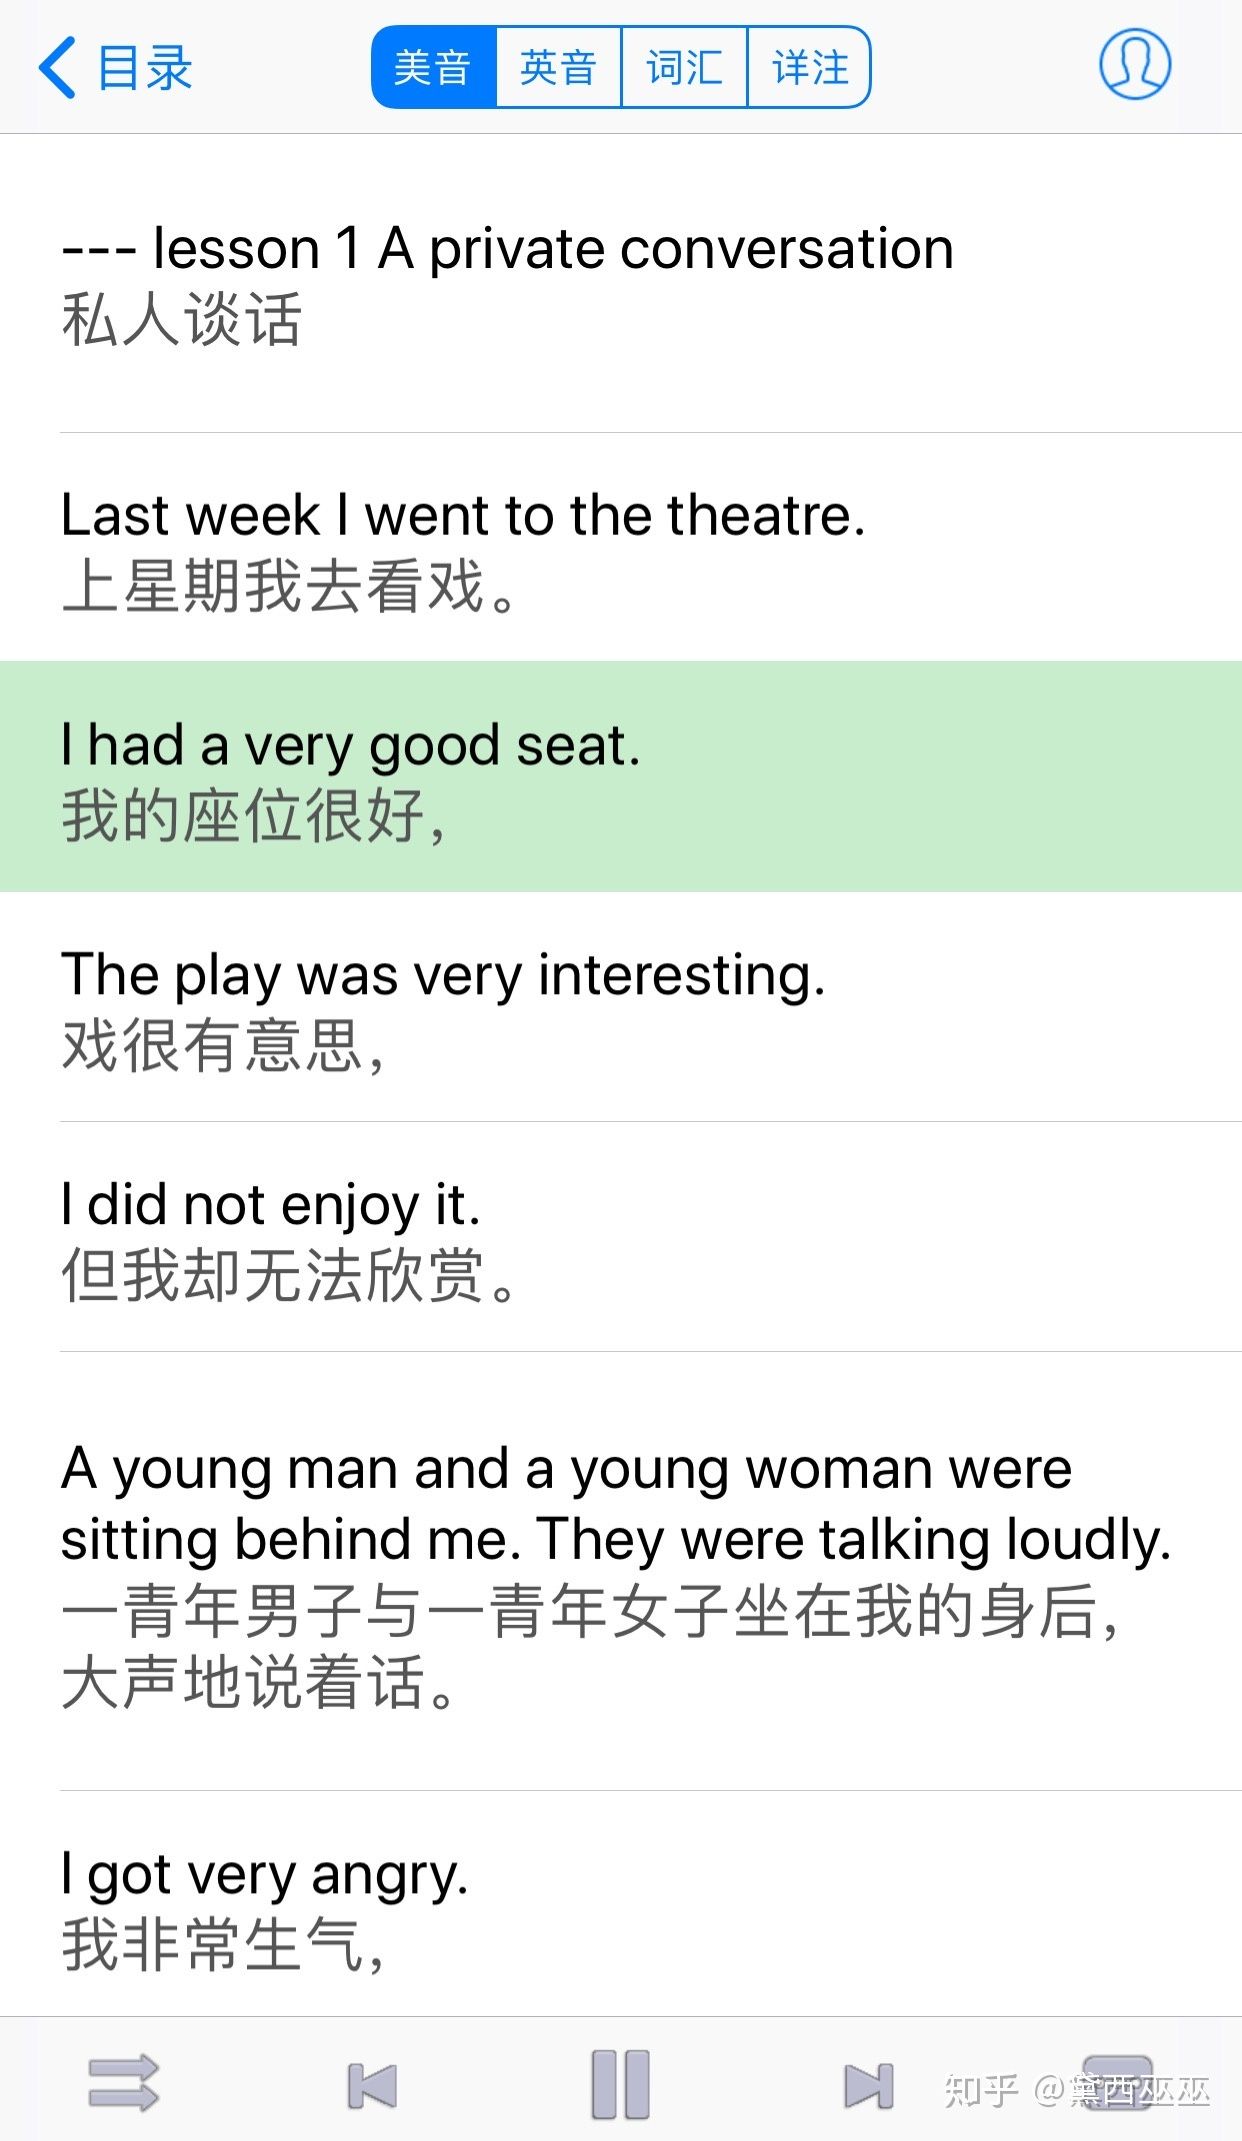 目录
美音
英音
词汇
详注
--- lesson 1 A private conversation
私人谈话
Last week I went to the theatre.
上星期我去看戏。
I had a very good seat.
我的座位很好，
The play was very interesting.
戏很有意思，
I did not enjoy it.
但我却无法欣赏。
A young man and a young woman were
sitting behind me. They were talking loudly.
一青年男子与一青年女子坐在我的身后，
大声地说着话。
I got very angry.
我非常生气，
知乎 @黛西巫巫